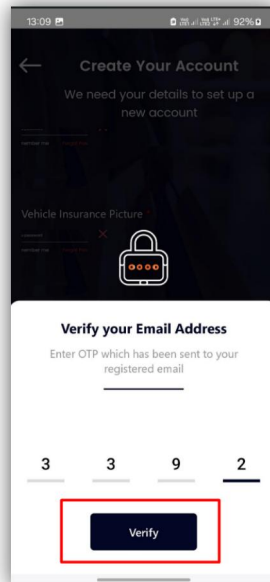 13:09
92%
Create Your Account
We need your details to set up a
new account
Vehicle Insurance Picture
Verify your Email Address
Enter OTP which has been sent to your
registered email
3 3 9 2
Verify